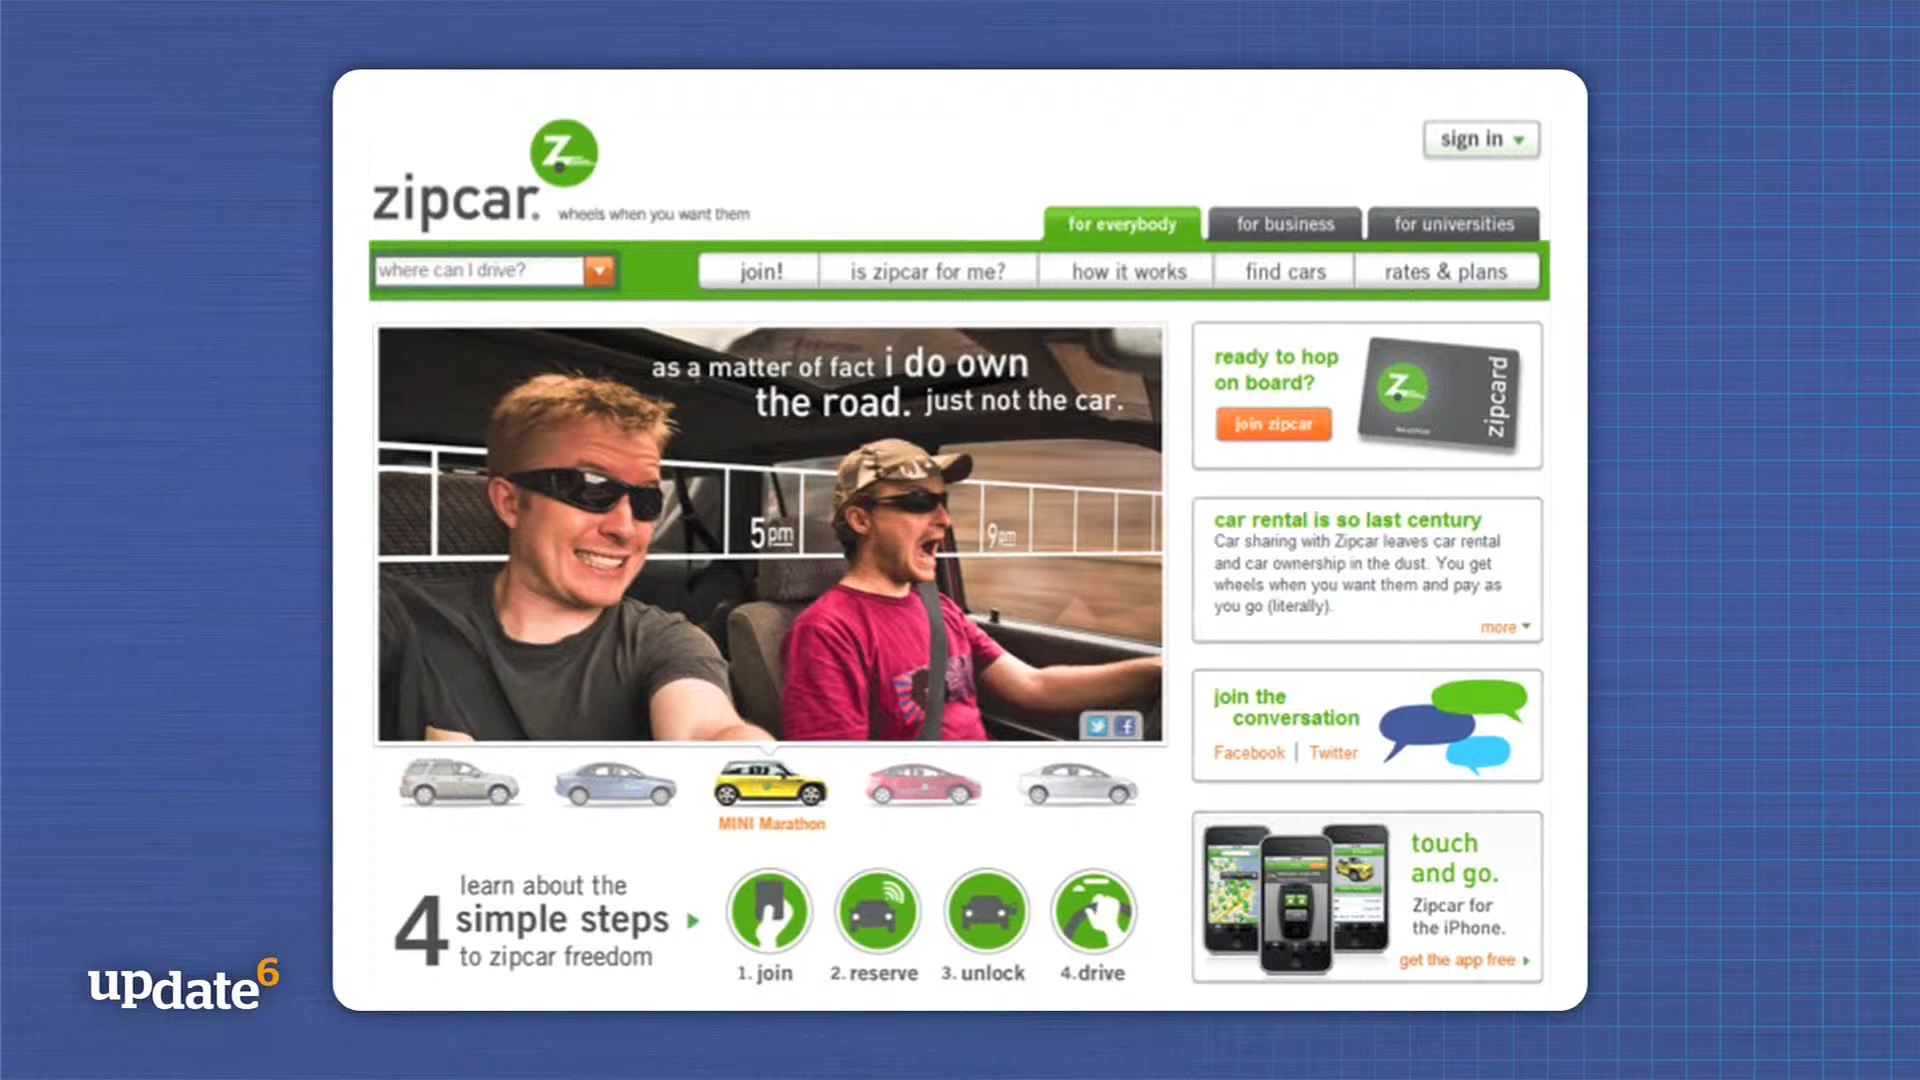 zipcar.
wheels when you want them
sign in
for everybody
for business
for universities
where can I drive?
join!
is zipcar for me?
how it works
find cars
rates & plans
as a matter of fact i do own
the road. just not the car.
5pm
9pm
MINI Marathon
4
learn about the
simple steps
to zipcar freedom
1. join
2. reserve
3. unlock
4. drive
ready to hop
on board?
join zipcar
zipcard
car rental is so last century
Car sharing with Zipcar leaves car rental
and car ownership in the dust. You get
wheels when you want them and pay as
you go (literally).
more
join the
conversation
Facebook | Twitter
touch
and go.
Zipcar for
the iPhone.
get the app free
update6